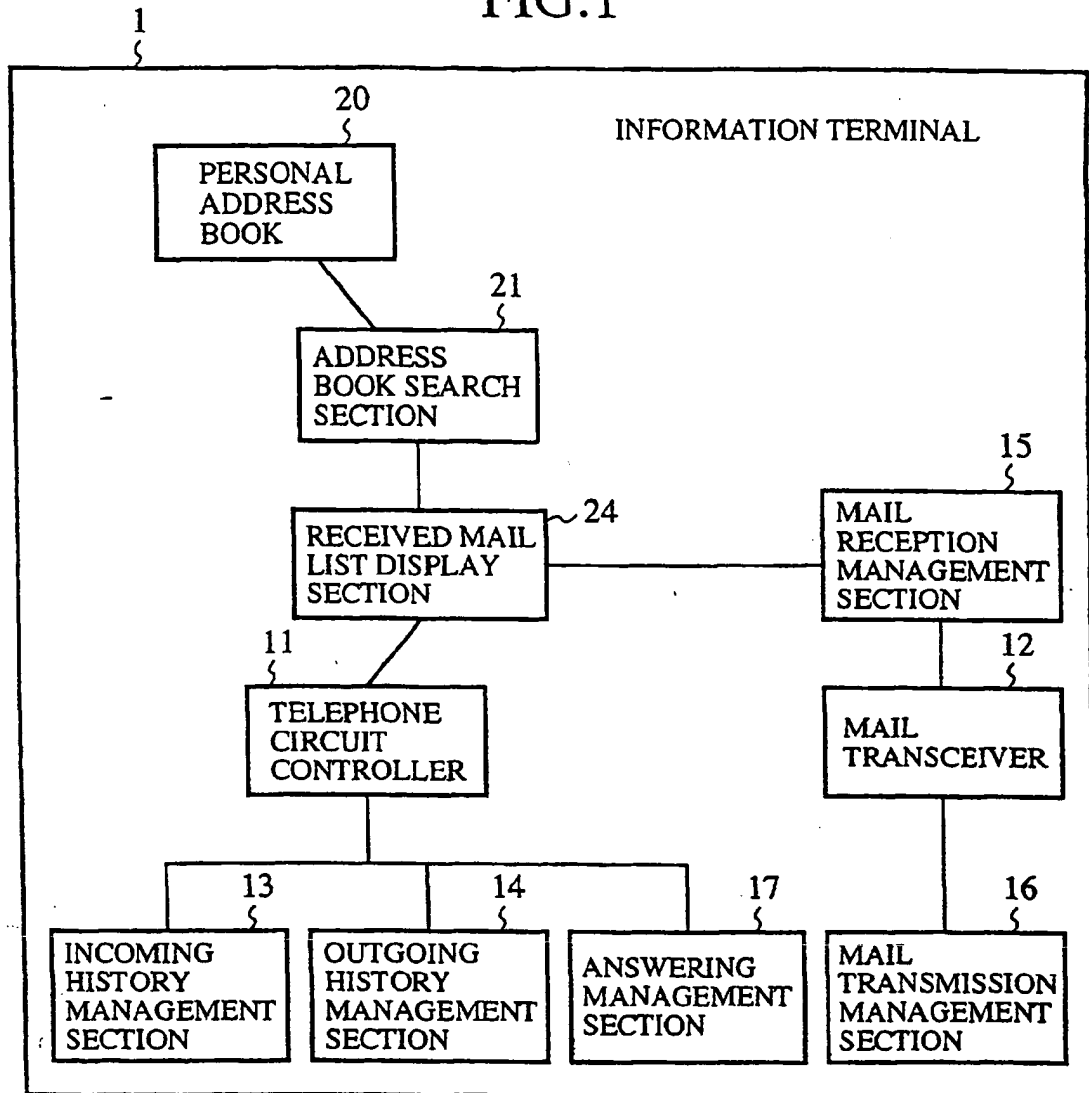 FIG.1
1
INFORMATION TERMINAL
20
PERSONAL
ADDRESS
BOOK
21
ADDRESS
BOOK SEARCH
SECTION
24
RECEIVED MAIL
LIST DISPLAY
SECTION
15
MAIL
RECEPTION
MANAGEMENT
SECTION
11
TELEPHONE
CIRCUIT
CONTROLLER
12
MAIL
TRANSCEIVER
13
INCOMING
HISTORY
MANAGEMENT
SECTION
14
OUTGOING
HISTORY
MANAGEMENT
SECTION
17
ANSWERING
MANAGEMENT
SECTION
16
MAIL
TRANSMISSION
MANAGEMENT
SECTION